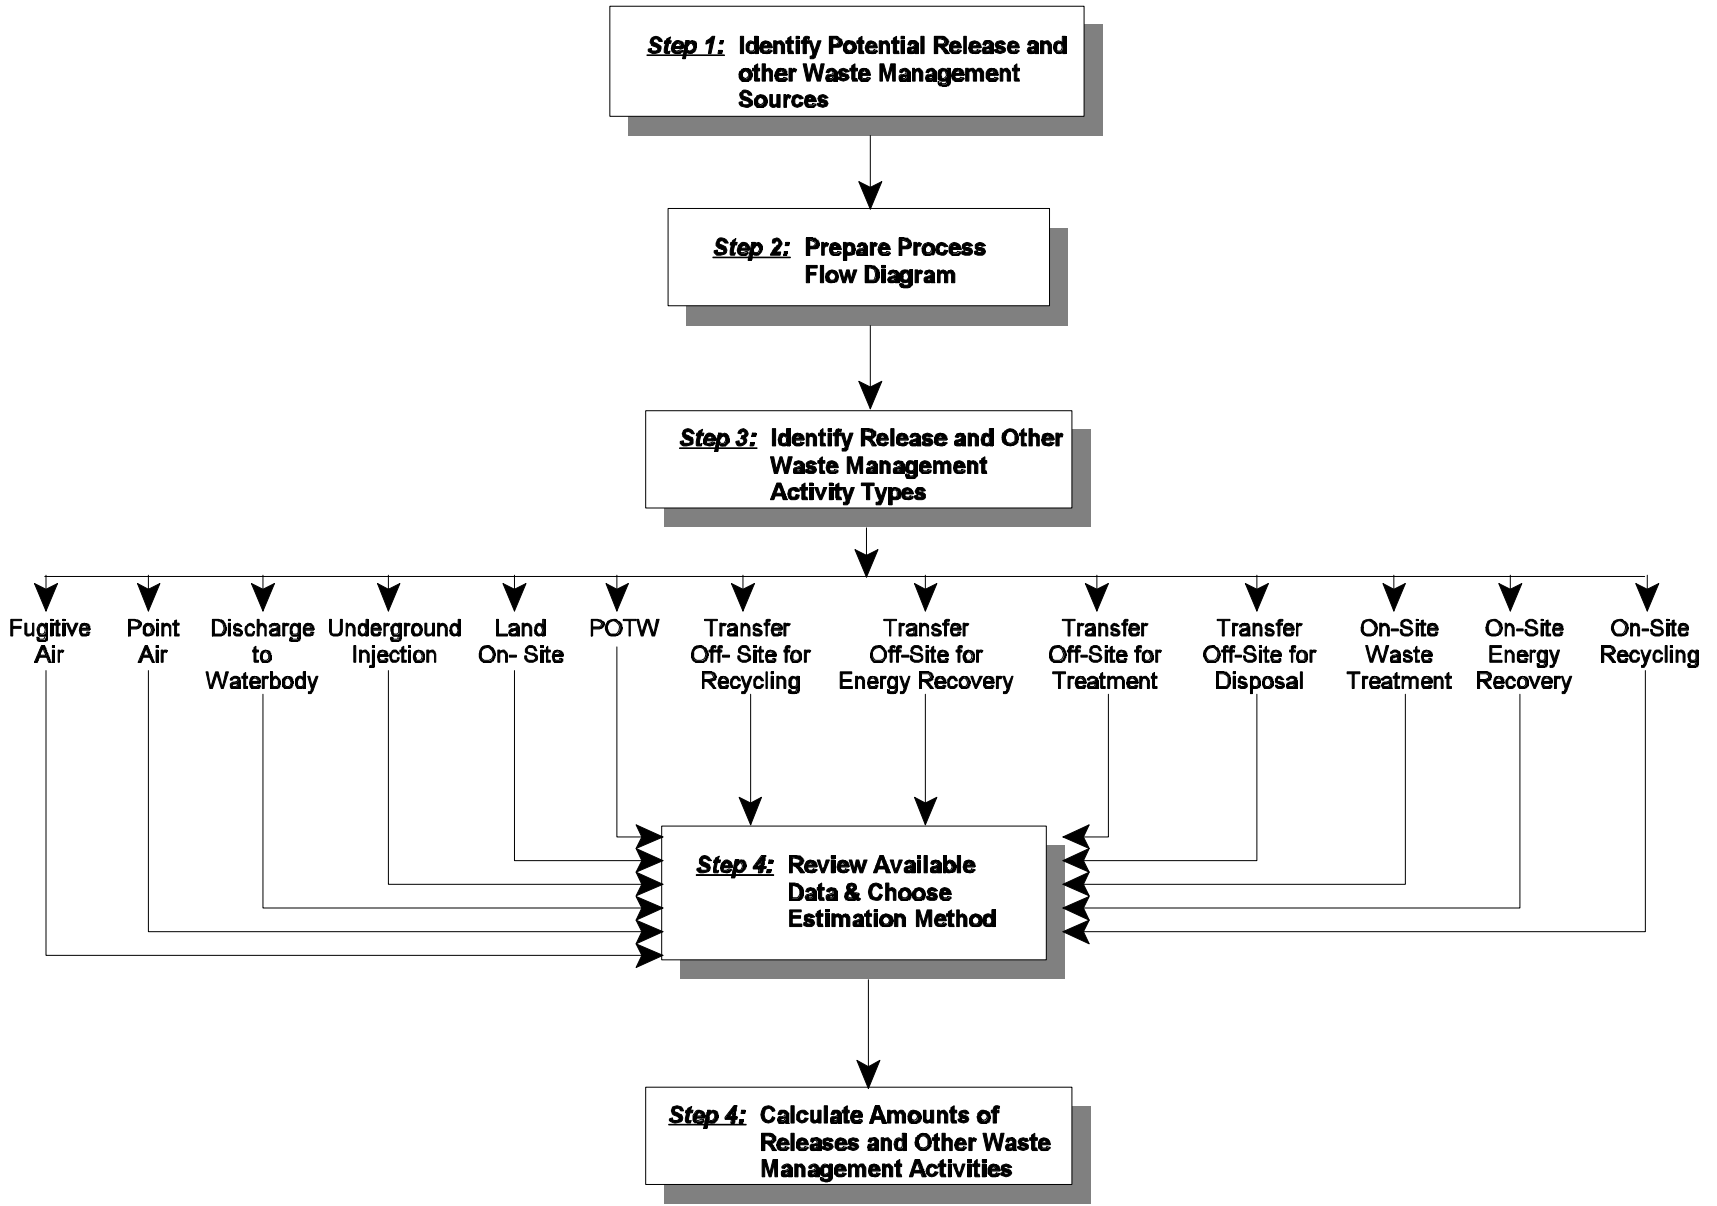 Step 1: Identify Potential Release and
other Waste Management
Sources
Step 2: Prepare Process
Flow Diagram
Step 3: Identify Release and Other
Waste Management
Activity Types
Fugitive
Air
Point
Air
Discharge
to
Waterbody
Underground
Injection
Land
On- Site
POTW
Transfer
Off- Site for
Recycling
Transfer
Off-Site for
Energy Recovery
Transfer
Off-Site for
Treatment
Transfer
Off-Site for
Disposal
On-Site
Waste
Treatment
On-Site
Energy
Recovery
On-Site
Recycling
Step 4: Review Available
Data & Choose
Estimation Method
Step 4: Calculate Amounts of
Releases and Other Waste
Management Activities